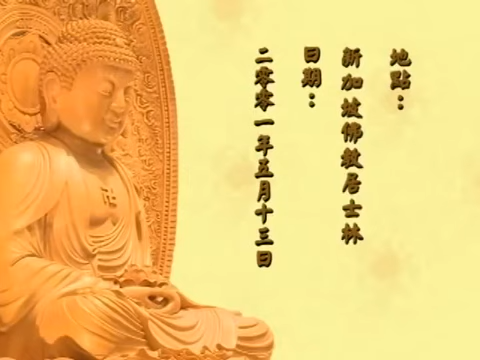 地點：
新加坡佛教居士林
日期：
二零零一年五月十三日